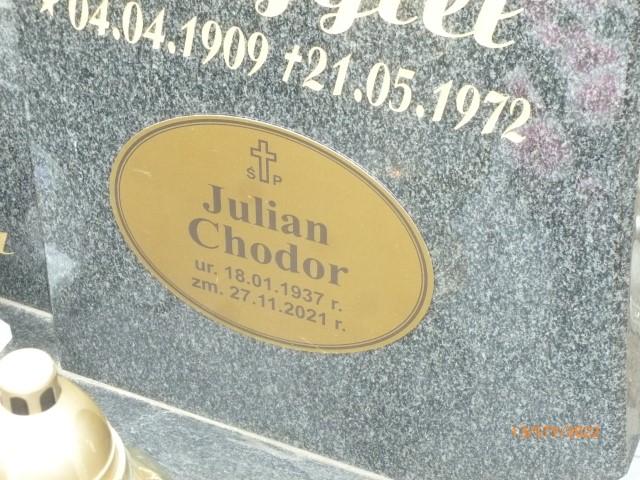 *04.04.1909 †21.05.1972
Ś P
Julian
Chodor
ur. 18.01.1937 r.
zm. 27.11.2021 r.